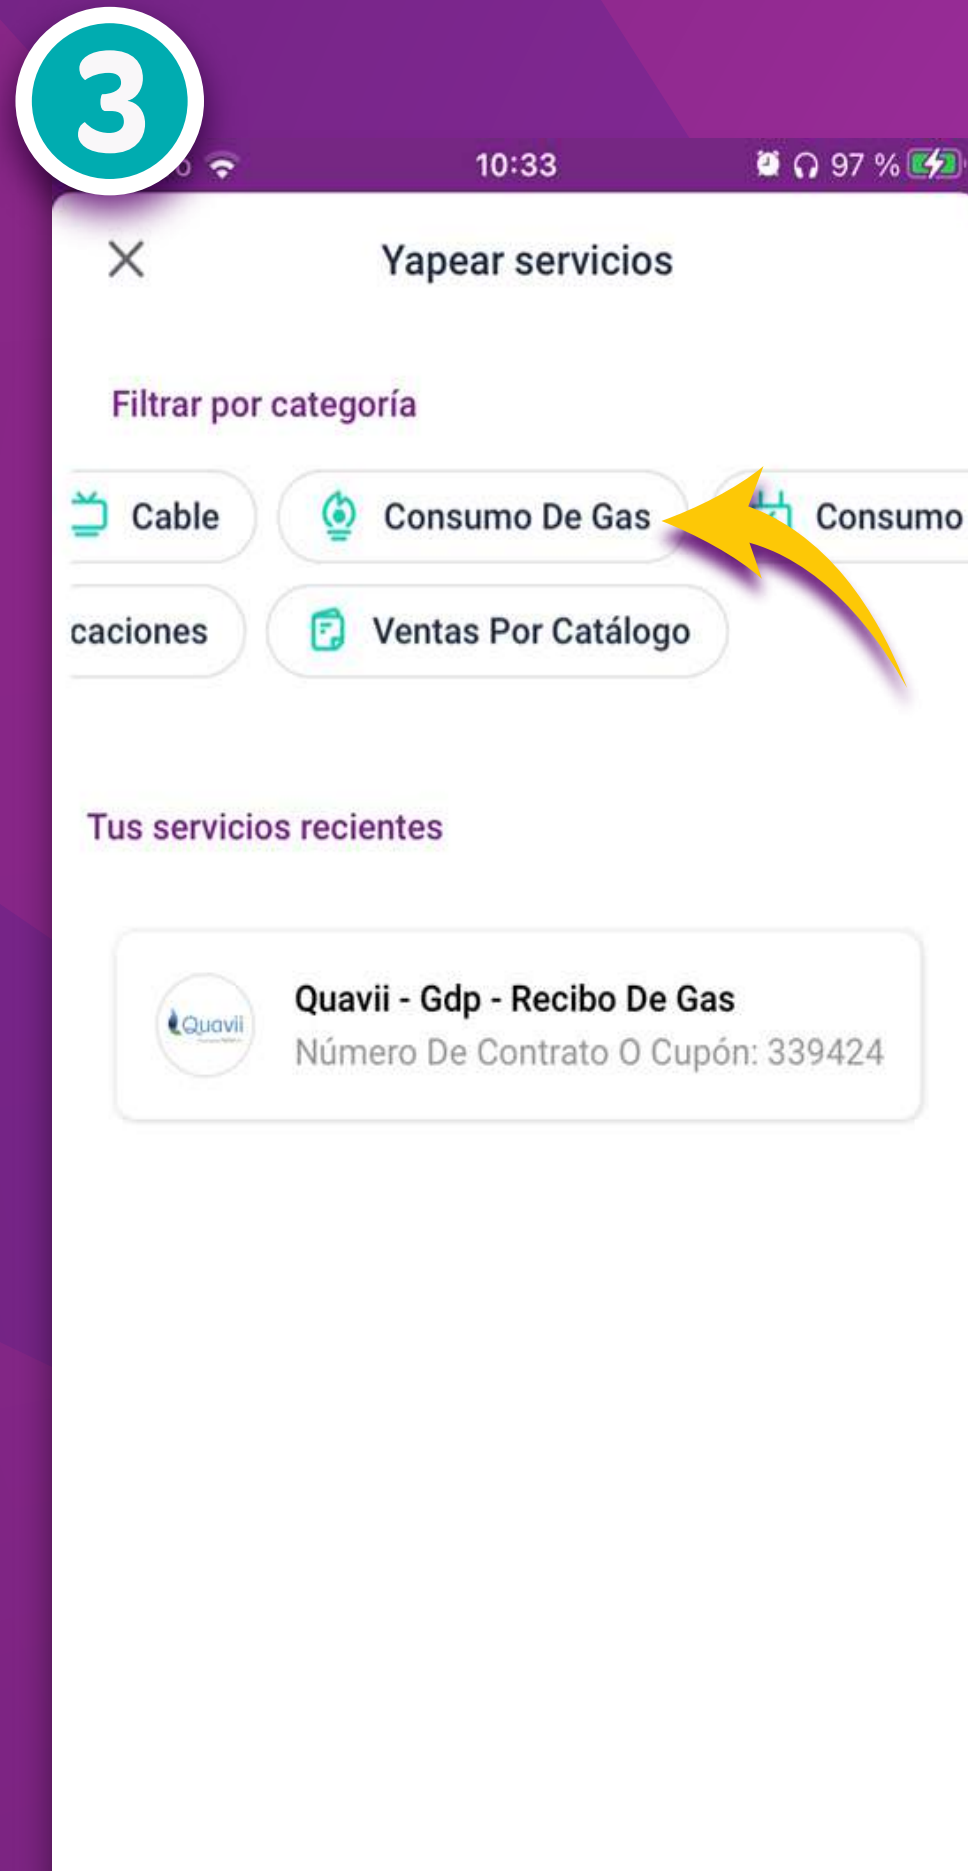 3
10:33 97 %
Yapear servicios
Filtrar por categoría
Cable Consumo De Gas Consumo
caciones Ventas Por Catálogo
Tus servicios recientes
Quavii - Gdp - Recibo De Gas
Quavii
Número De Contrato O Cupón: 339424